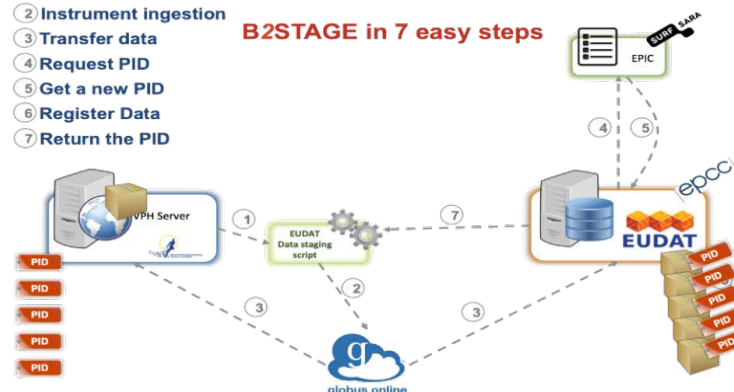 ② Instrument ingestion
③ Transfer data
④ Request PID
⑤ Get a new PID
⑥ Register Data
⑦ Return the PID
B2STAGE in 7 easy steps
SURF
SARA
EPIC
④
⑤
epcc
VPH Server
①
EUDAT
Data staging
script
⑦
EUDAT
②
③
③
PID
PID
PID
PID
PID
PID
PID
PID
PID
PID
g
globus online